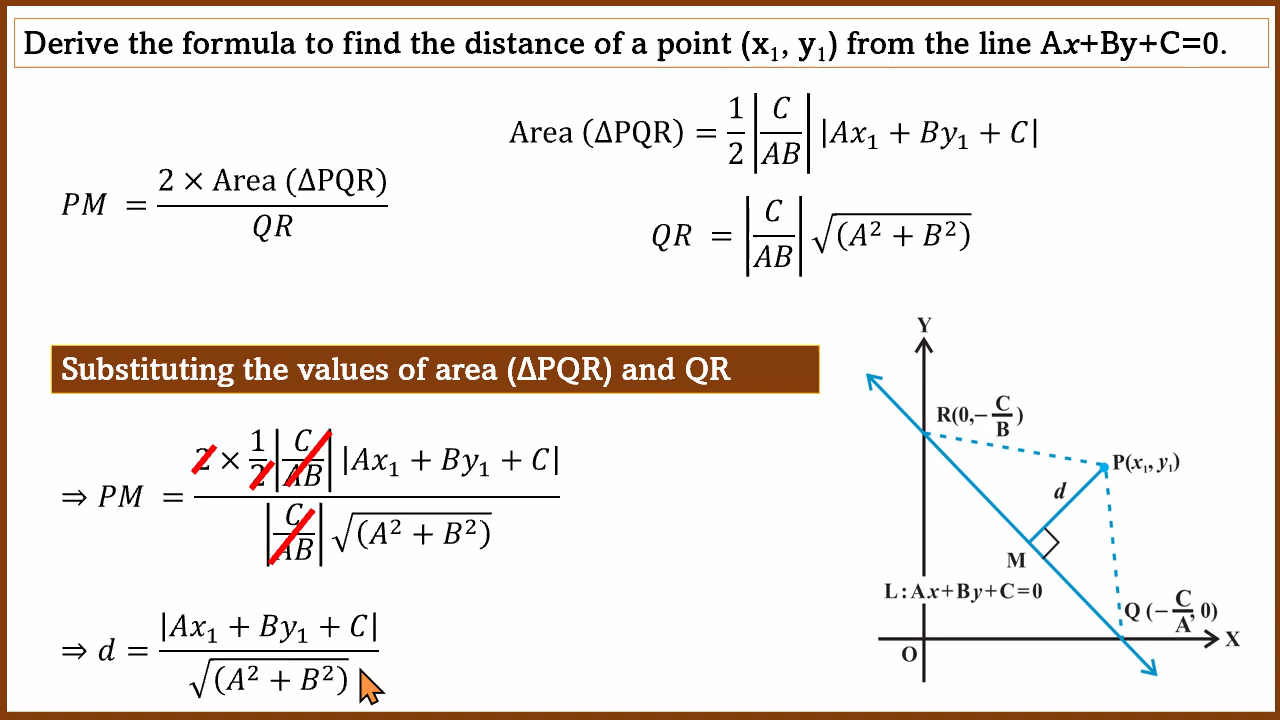 Derive the formula to find the distance of a point (x₁, y₁) from the line Ax+By+C=0.
Area (ΔPQR) = 1/2 |C/AB| |Ax₁ + By₁ + C|
PM = 2 × Area (ΔPQR) / QR
QR = |C/AB| √(A² + B²)
Substituting the values of area (ΔPQR) and QR
⇒ PM = 2 × 1/2 |C/AB| |Ax₁ + By₁ + C| / |C/AB| √(A² + B²)
⇒ d = |Ax₁ + By₁ + C| / √(A² + B²)
Y
R(0,−C/B)
P(x₁, y₁)
d
M
L : Ax+By+C=0
Q (−C/A, 0)
O
X